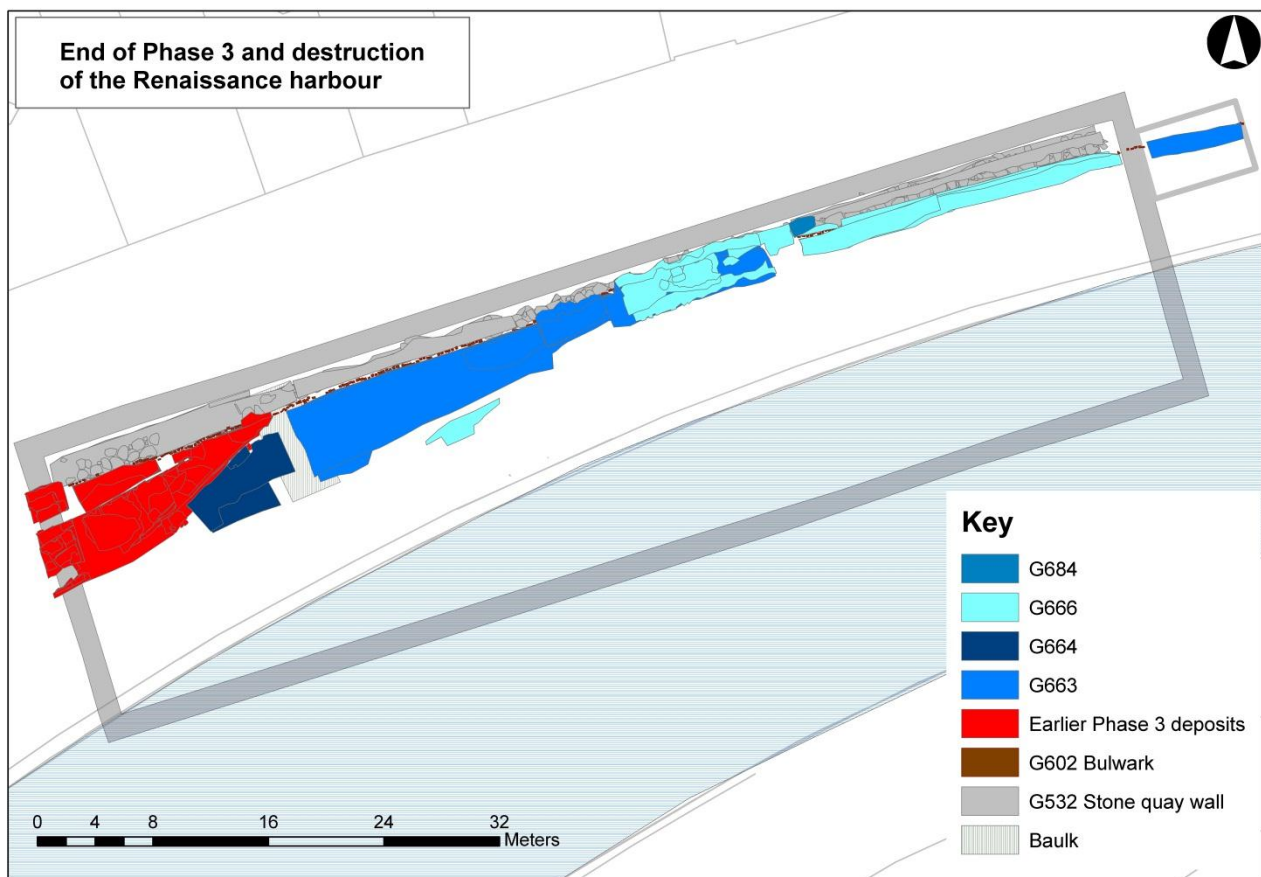 End of Phase 3 and destruction
of the Renaissance harbour
Key
G684
G666
G664
G663
Earlier Phase 3 deposits
G602 Bulwark
G532 Stone quay wall
Baulk
0 4 8 16 24 32
Meters